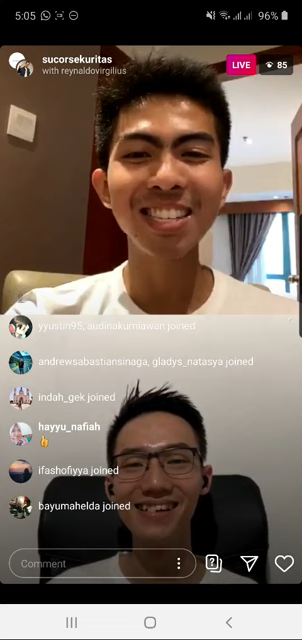 5:05
96%
sucorsekuritas
with reynaldovirgilius
LIVE
85
yyustin95, audinakurniawan joined
andrewsabastiansinaga, gladys_natasya joined
indah_gek joined
hayyu_nafiah
👍
ifashofiyya joined
bayumahelda joined
Comment